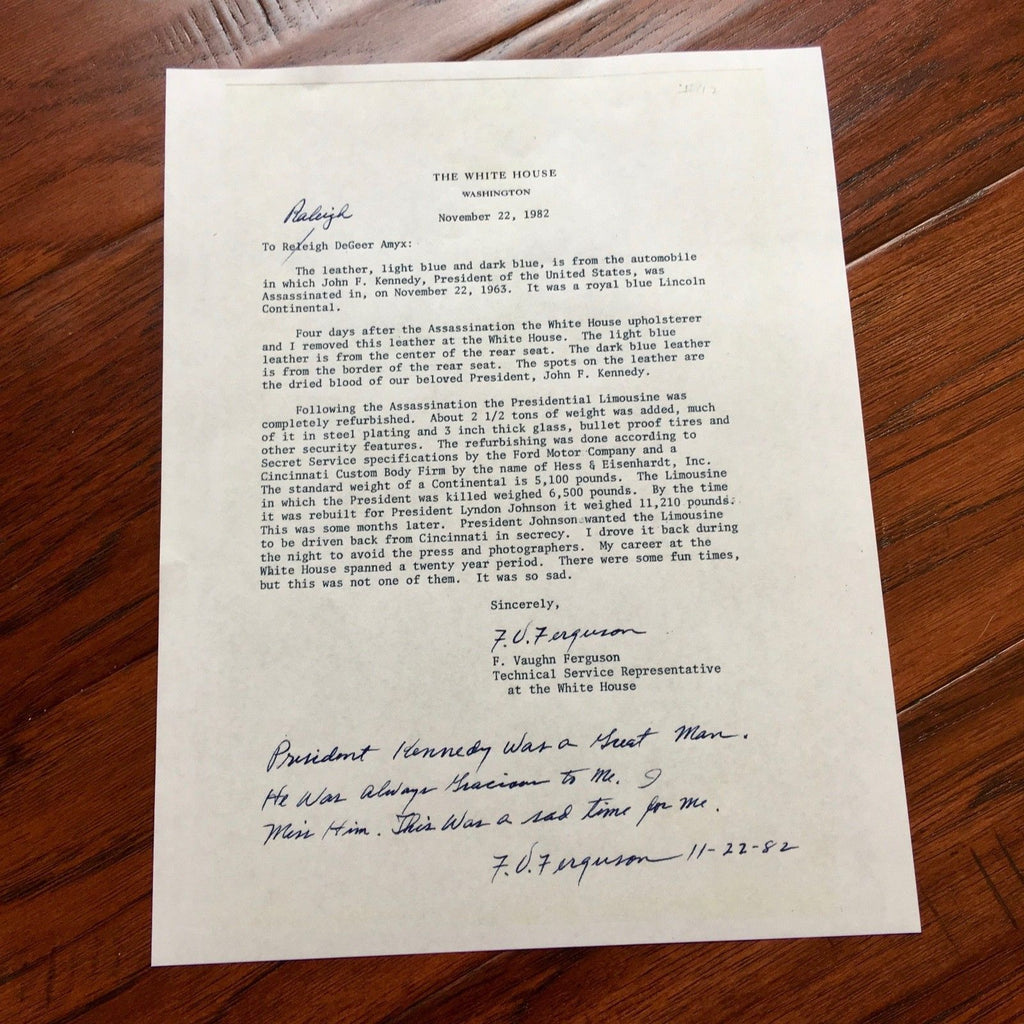 THE WHITE HOUSE
WASHINGTON
November 22, 1982
Raleigh
To Releigh DeGeer Amyx:
The leather, light blue and dark blue, is from the automobile
in which John F. Kennedy, President of the United States, was
Assassinated in, on November 22, 1963. It was a royal blue Lincoln
Continental.
Four days after the Assassination the White House upholsterer
and I removed this leather at the White House. The light blue
leather is from the center of the rear seat. The dark blue leather
is from the border of the rear seat. The spots on the leather are
the dried blood of our beloved President, John F. Kennedy.
Following the Assassination the Presidential Limousine was
completely refurbished. About 2 1/2 tons of weight was added, much
of it in steel plating and 3 inch thick glass, bullet proof tires and
other security features. The refurbishing was done according to
Secret Service specifications by the Ford Motor Company and a
Cincinnati Custom Body Firm by the name of Hess & Eisenhardt, Inc.
The standard weight of a Continental is 5,100 pounds. The Limousine
in which the President was killed weighed 6,500 pounds. By the time
it was rebuilt for President Lyndon Johnson it weighed 11,210 pounds.
This was some months later. President Johnson wanted the Limousine
to be driven back from Cincinnati in secrecy. I drove it back during
the night to avoid the press and photographers. My career at the
White House spanned a twenty year period. There were some fun times,
but this was not one of them. It was so sad.
Sincerely,
F.V.Ferguson
F. Vaughn Ferguson
Technical Service Representative
at the White House
President Kennedy Was a Great Man.
He Was Always Gracious to Me. I
Miss Him. This Was a sad time for me.
F.V.Ferguson 11-22-82